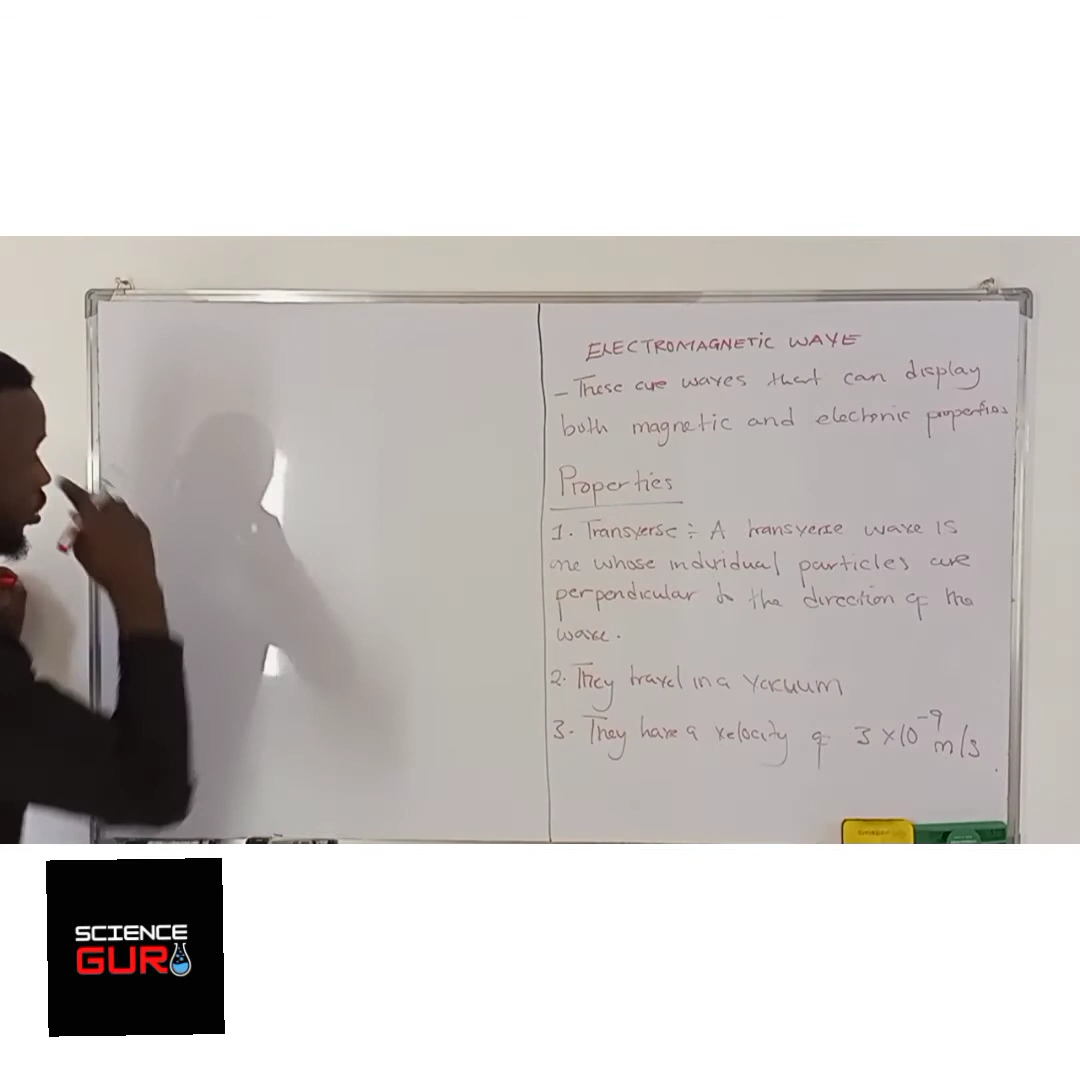 ELECTROMAGNETIC WAVE
- These are waves that can display
both magnetic and electronic properties
Properties
1. Transverse : A transverse wave is
one whose individual particles are
perpendicular to the direction of the
wave.
2. They travel in a vacuum
3. They have a velocity of 3 x 10⁻⁹ m/s.
SCIENCE
GURU